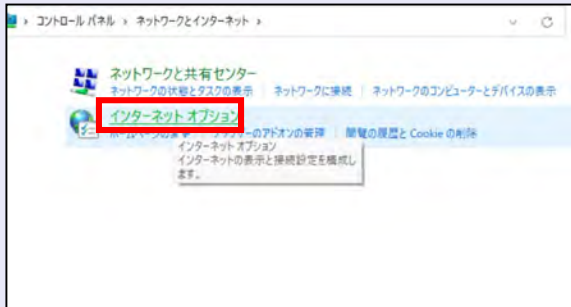 › コントロール パネル › ネットワークとインターネット ›
ネットワークと共有センター
ネットワークの状態とタスクの表示 ネットワークに接続 ネットワークのコンピューターとデバイスの表示
インターネット オプション
のアドオンの管理 閲覧の履歴と Cookie の削除
インターネット オプション
インターネットの表示と接続設定を構成し
ます。